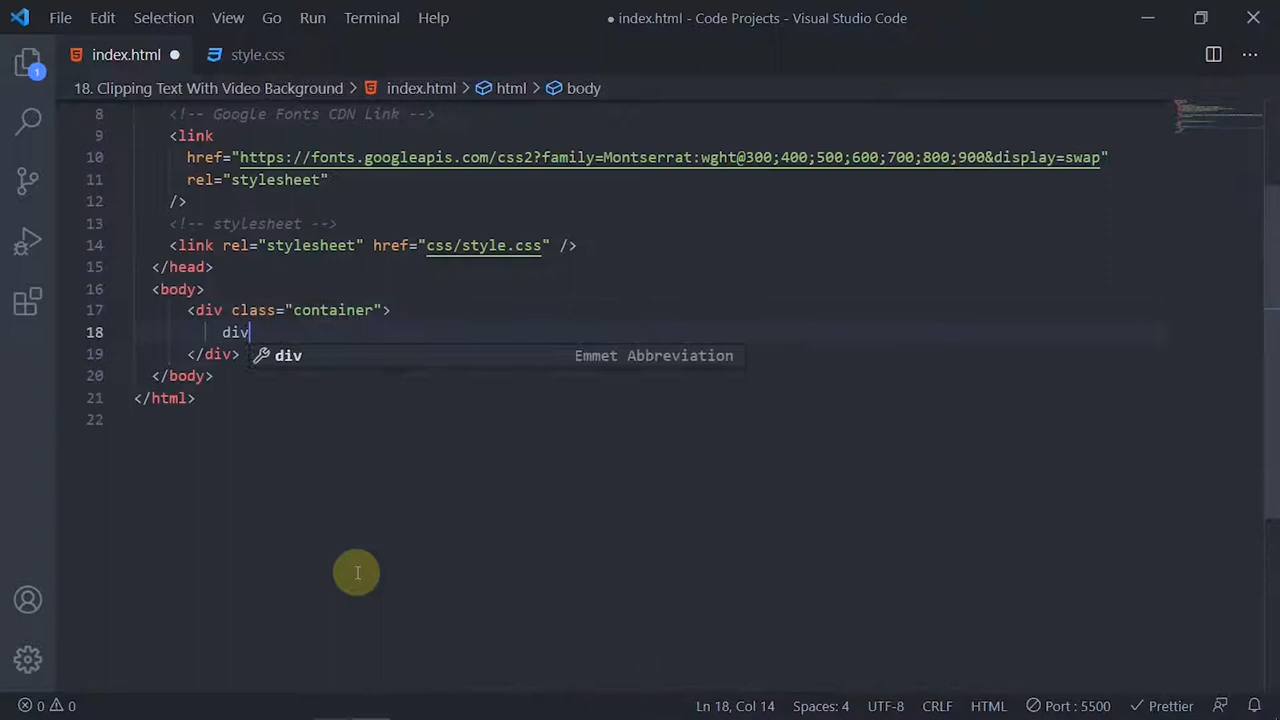 File Edit Selection View Go Run Terminal Help ● index.html - Code Projects - Visual Studio Code
index.html ● style.css
18. Clipping Text With Video Background > index.html > html > body
8 <!-- Google Fonts CDN Link -->
9 <link
10 href="https://fonts.googleapis.com/css2?family=Montserrat:wght@300;400;500;600;700;800;900&display=swap"
11 rel="stylesheet"
12 />
13 <!-- stylesheet -->
14 <link rel="stylesheet" href="css/style.css" />
15 </head>
16 <body>
17 <div class="container">
18 div
19 </div>
div Emmet Abbreviation
20 </body>
21 </html>
22
1
0 0 Ln 18, Col 14 Spaces: 4 UTF-8 CRLF HTML Port : 5500 Prettier